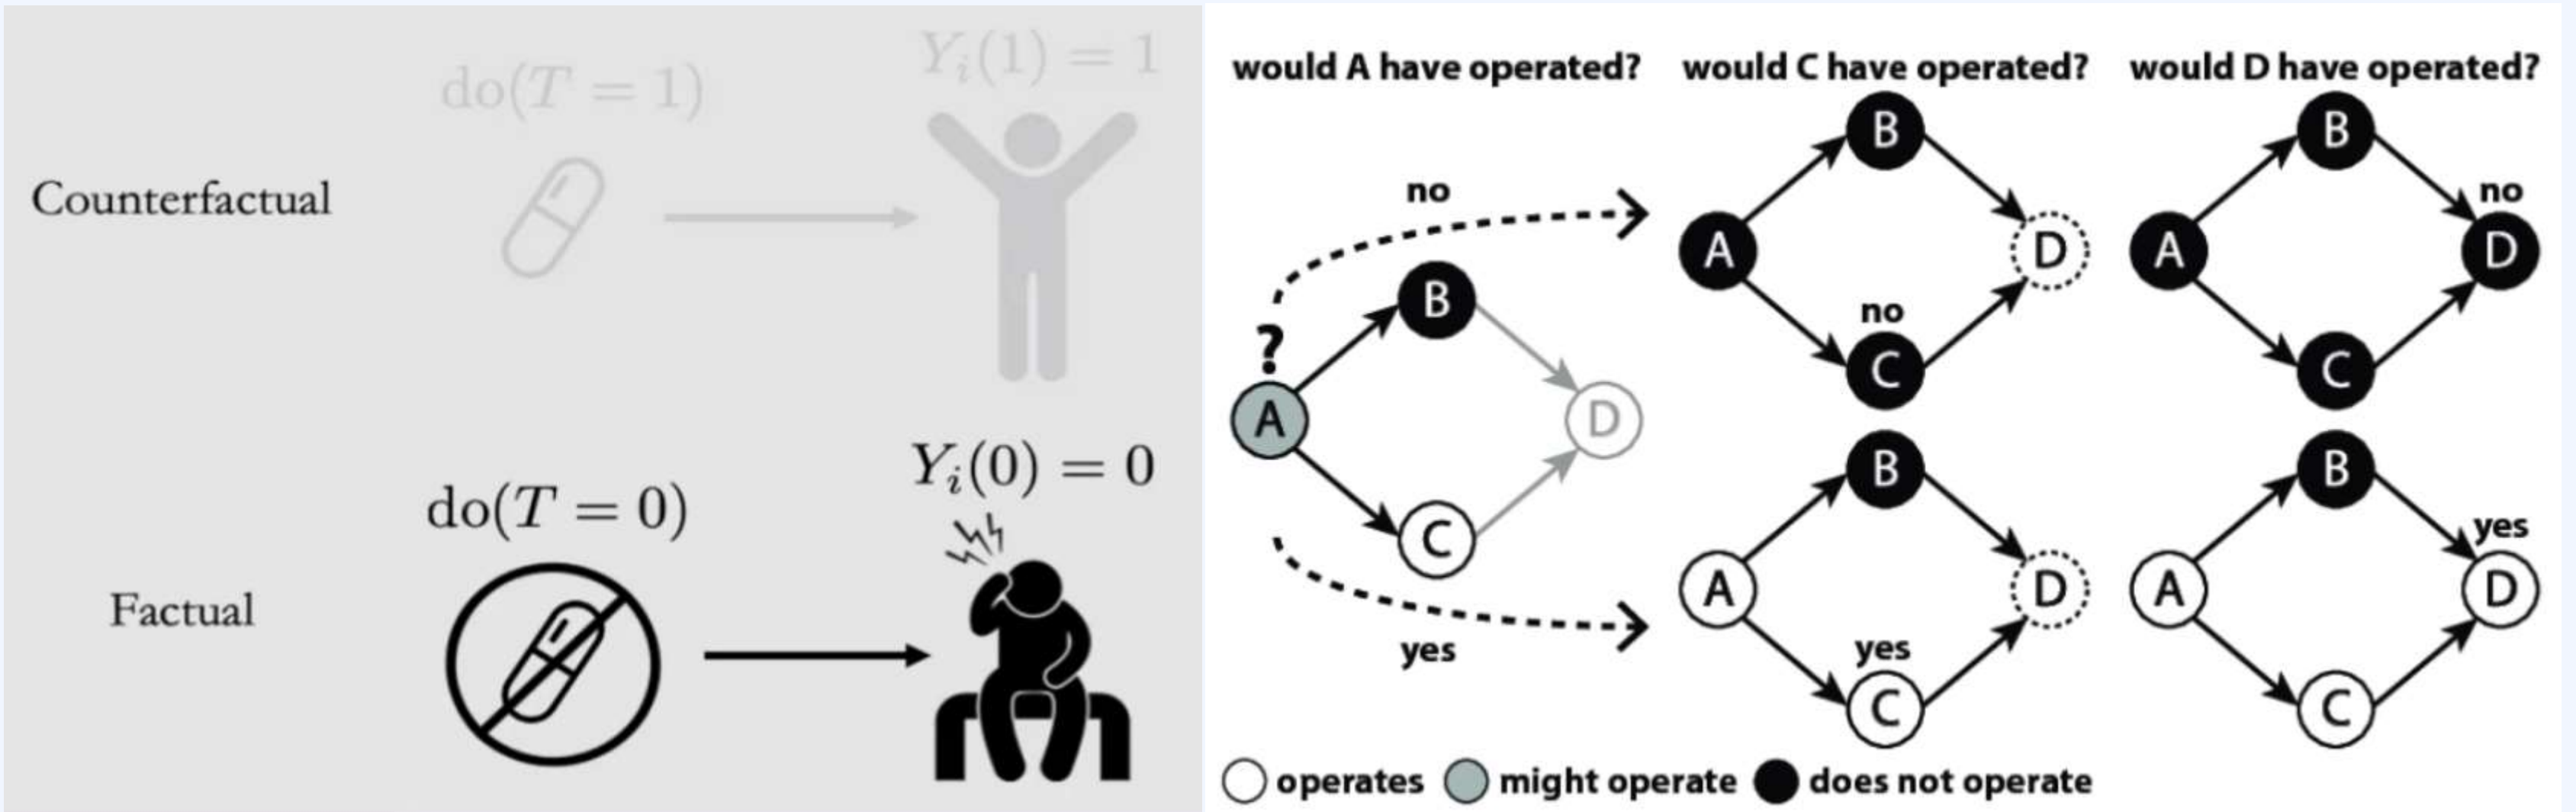 do(T = 1)
Y_i(1) = 1
Counterfactual
do(T = 0)
Y_i(0) = 0
Factual
would A have operated?
would C have operated?
would D have operated?
no
?
A
B
C
D
yes
B
A
D
no
C
B
no
A
D
C
B
A
D
yes
C
B
yes
A
D
C
operates
might operate
does not operate